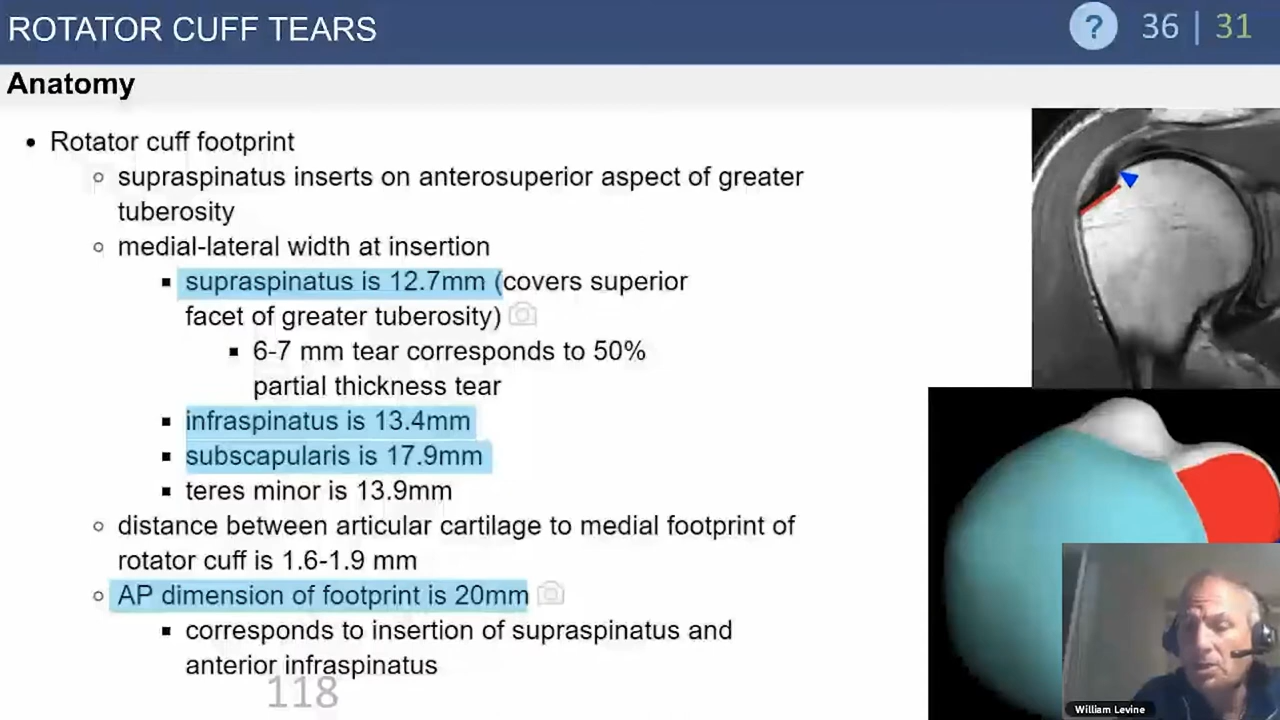 ROTATOR CUFF TEARS
? 36 | 31
Anatomy
• Rotator cuff footprint
supraspinatus inserts on anterosuperior aspect of greater
tuberosity
medial-lateral width at insertion
supraspinatus is 12.7mm (covers superior
facet of greater tuberosity)
6-7 mm tear corresponds to 50%
partial thickness tear
infraspinatus is 13.4mm
subscapularis is 17.9mm
teres minor is 13.9mm
distance between articular cartilage to medial footprint of
rotator cuff is 1.6-1.9 mm
AP dimension of footprint is 20mm
corresponds to insertion of supraspinatus and
anterior infraspinatus
118
William Levine